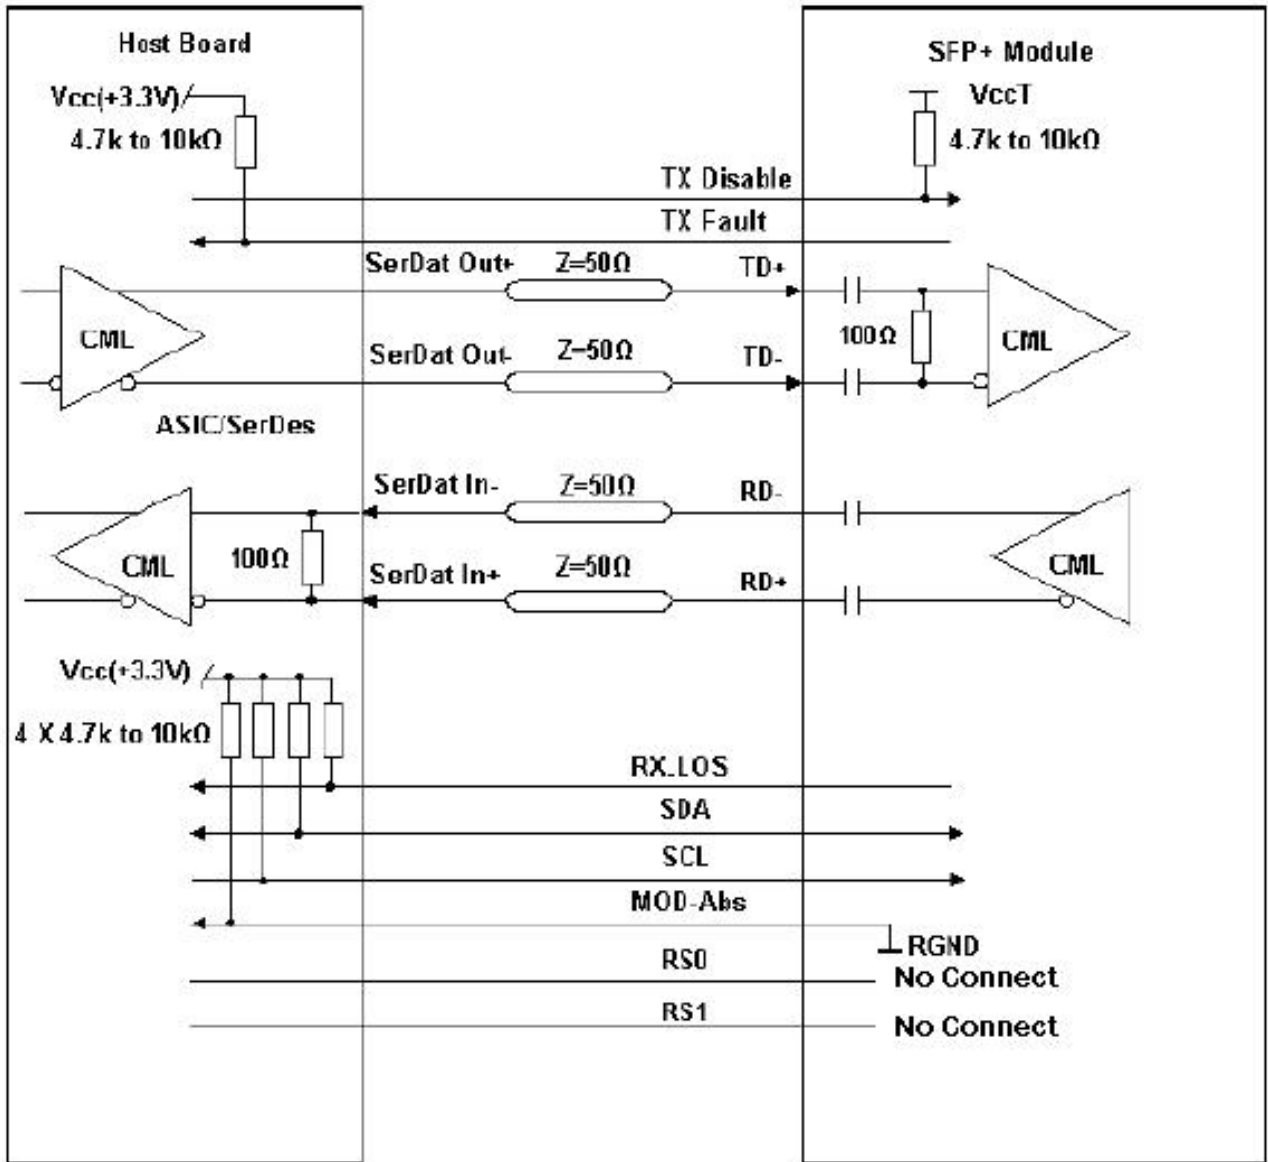 Host Board
SFP+ Module
Vcc(+3.3V)
VccT
4.7k to 10kΩ
4.7k to 10kΩ
TX Disable
TX Fault
SerDat Out+
Z=50Ω
TD+
CML
100Ω
CML
SerDat Out-
Z=50Ω
TD-
ASIC/SerDes
SerDat In-
Z=50Ω
RD-
CML
100Ω
CML
SerDat In+
Z=50Ω
RD+
Vcc(+3.3V)
4 X 4.7k to 10kΩ
RX_LOS
SDA
SCL
MOD-Abs
RGND
RS0
No Connect
RS1
No Connect